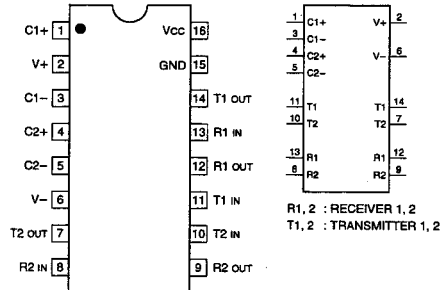 C1+ 1 16 VCC
V+ 2 15 GND
C1− 3 14 T1 OUT
C2+ 4 13 R1 IN
C2− 5 12 R1 OUT
V− 6 11 T1 IN
T2 OUT 7 10 T2 IN
R2 IN 8 9 R2 OUT
1 C1+ V+ 2
3 C1−
4 C2+ V− 6
5 C2−
11 T1 T1 14
10 T2 T2 7
13 R1 R1 12
8 R2 R2 9
R1, 2 : RECEIVER 1, 2
T1, 2 : TRANSMITTER 1, 2